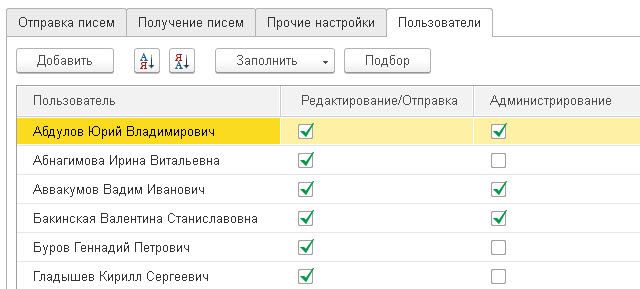 Отправка писем Получение писем Прочие настройки Пользователи
Добавить А Я Я А Заполнить Подбор
Пользователь Редактирование/Отправка Администрирование
Абдулов Юрий Владимирович
Абнагимова Ирина Витальевна
Аввакумов Вадим Иванович
Бакинская Валентина Станиславовна
Буров Геннадий Петрович
Гладышев Кирилл Сергеевич